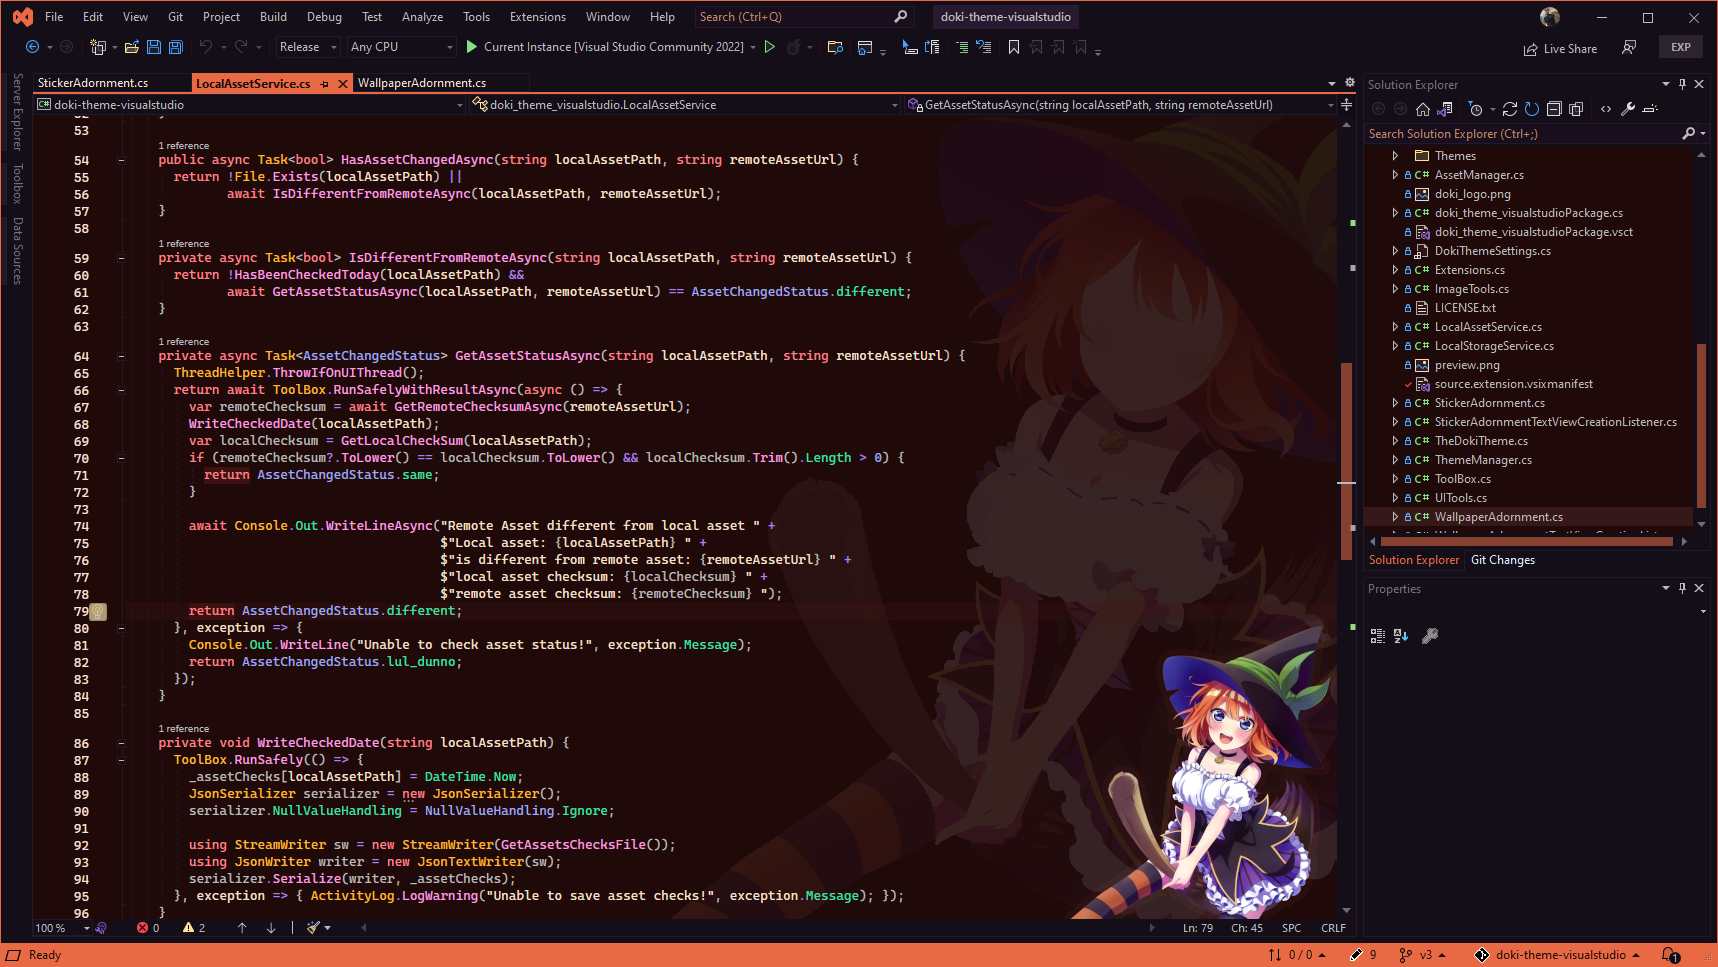 File Edit View Git Project Build Debug Test Analyze Tools Extensions Window Help Search (Ctrl+Q) doki-theme-visualstudio
Release Any CPU Current Instance [Visual Studio Community 2022] Live Share EXP
Server Explorer
Toolbox
Data Sources
StickerAdornment.cs LocalAssetService.cs WallpaperAdornment.cs
doki-theme-visualstudio doki_theme_visualstudio.LocalAssetService GetAssetStatusAsync(string localAssetPath, string remoteAssetUrl)
53
1 reference
54 public async Task<bool> HasAssetChangedAsync(string localAssetPath, string remoteAssetUrl) {
55 return !File.Exists(localAssetPath) ||
56 await IsDifferentFromRemoteAsync(localAssetPath, remoteAssetUrl);
57 }
58
1 reference
59 private async Task<bool> IsDifferentFromRemoteAsync(string localAssetPath, string remoteAssetUrl) {
60 return !HasBeenCheckedToday(localAssetPath) &&
61 await GetAssetStatusAsync(localAssetPath, remoteAssetUrl) == AssetChangedStatus.different;
62 }
63
1 reference
64 private async Task<AssetChangedStatus> GetAssetStatusAsync(string localAssetPath, string remoteAssetUrl) {
65 ThreadHelper.ThrowIfOnUIThread();
66 return await ToolBox.RunSafelyWithResultAsync(async () => {
67 var remoteChecksum = await GetRemoteChecksumAsync(remoteAssetUrl);
68 WriteCheckedDate(localAssetPath);
69 var localChecksum = GetLocalCheckSum(localAssetPath);
70 if (remoteChecksum?.ToLower() == localChecksum.ToLower() && localChecksum.Trim().Length > 0) {
71 return AssetChangedStatus.same;
72 }
73
74 await Console.Out.WriteLineAsync("Remote Asset different from local asset " +
75 $"Local asset: {localAssetPath} " +
76 $"is different from remote asset: {remoteAssetUrl} " +
77 $"local asset checksum: {localChecksum} " +
78 $"remote asset checksum: {remoteChecksum} ");
79 return AssetChangedStatus.different;
80 }, exception => {
81 Console.Out.WriteLine("Unable to check asset status!", exception.Message);
82 return AssetChangedStatus.lul_dunno;
83 });
84 }
85
1 reference
86 private void WriteCheckedDate(string localAssetPath) {
87 ToolBox.RunSafely(() => {
88 _assetChecks[localAssetPath] = DateTime.Now;
89 JsonSerializer serializer = new JsonSerializer();
90 serializer.NullValueHandling = NullValueHandling.Ignore;
91
92 using StreamWriter sw = new StreamWriter(GetAssetsChecksFile());
93 using JsonWriter writer = new JsonTextWriter(sw);
94 serializer.Serialize(writer, _assetChecks);
95 }, exception => { ActivityLog.LogWarning("Unable to save asset checks!", exception.Message); });
96 }
100 % 0 2 Ln: 79 Ch: 45 SPC CRLF
Solution Explorer
Search Solution Explorer (Ctrl+;)
Themes
C# AssetManager.cs
doki_logo.png
C# doki_theme_visualstudioPackage.cs
doki_theme_visualstudioPackage.vsct
DokiThemeSettings.cs
C# Extensions.cs
C# ImageTools.cs
LICENSE.txt
C# LocalAssetService.cs
C# LocalStorageService.cs
preview.png
source.extension.vsixmanifest
C# StickerAdornment.cs
C# StickerAdornmentTextViewCreationListener.cs
C# TheDokiTheme.cs
C# ThemeManager.cs
C# ToolBox.cs
C# UITools.cs
C# WallpaperAdornment.cs
Solution Explorer Git Changes
Properties
Ready 0 / 0 9 v3 doki-theme-visualstudio 1